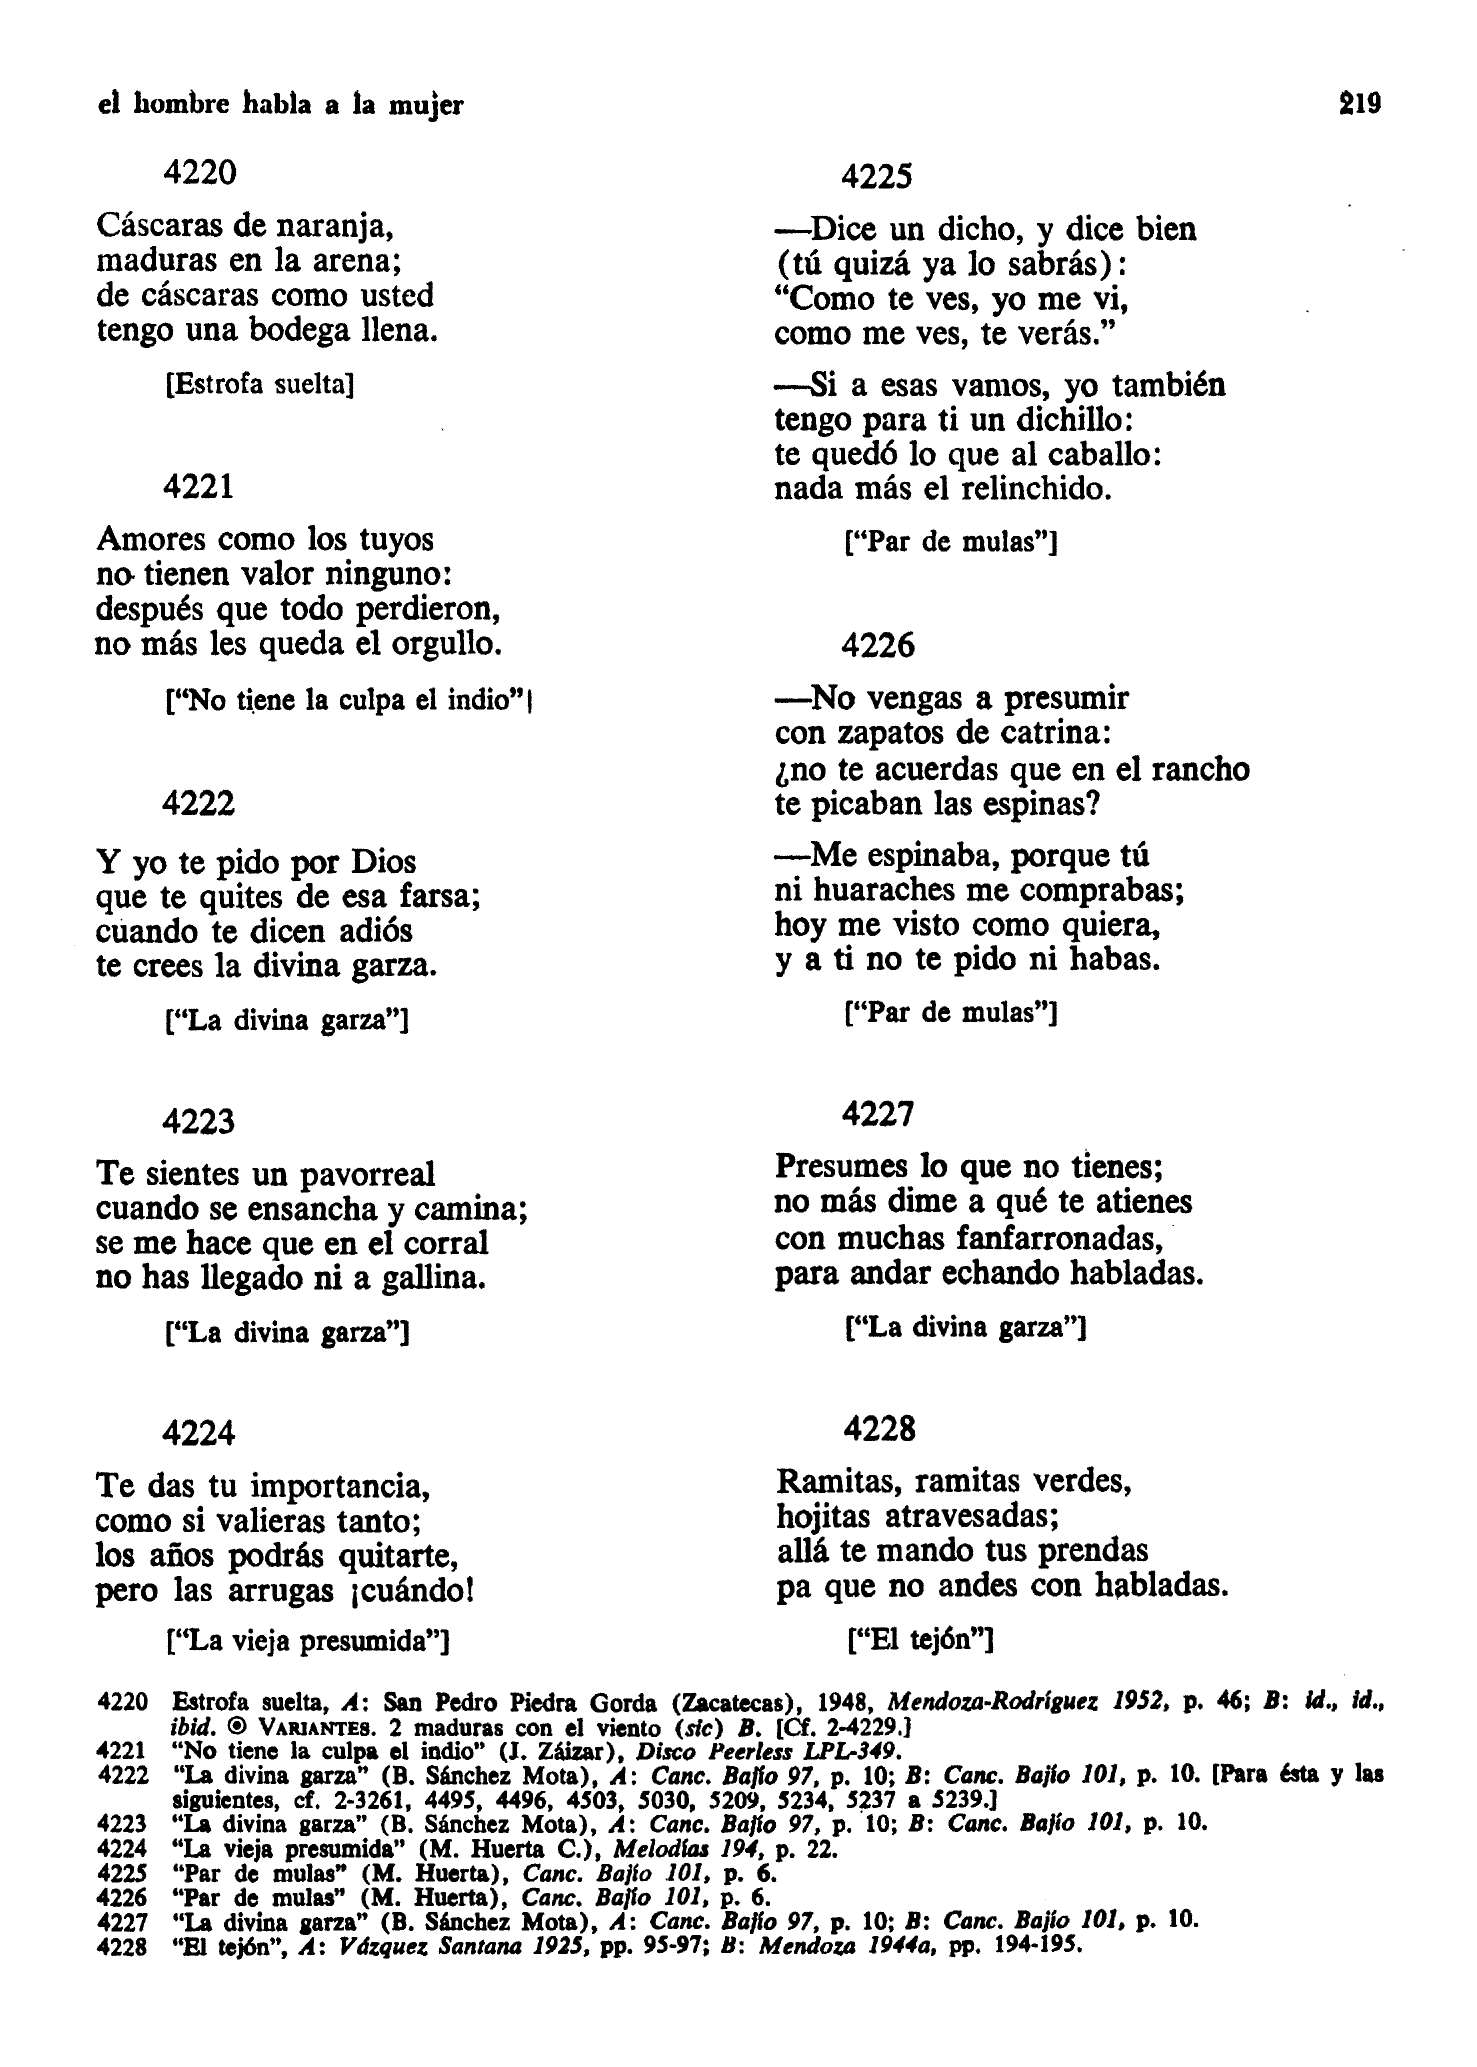 el hombre habla a la mujer
219
4220
Cáscaras de naranja,
maduras en la arena;
de cáscaras como usted
tengo una bodega llena.
[Estrofa suelta]
4221
Amores como los tuyos
no tienen valor ninguno:
después que todo perdieron,
no más les queda el orgullo.
[“No tiene la culpa el indio”]
4222
Y yo te pido por Dios
que te quites de esa farsa;
cuando te dicen adiós
te crees la divina garza.
[“La divina garza”]
4223
Te sientes un pavorreal
cuando se ensancha y camina;
se me hace que en el corral
no has llegado ni a gallina.
[“La divina garza”]
4224
Te das tu importancia,
como si valieras tanto;
los años podrás quitarte,
pero las arrugas ¡cuándo!
[“La vieja presumida”]
4225
—Dice un dicho, y dice bien
(tú quizá ya lo sabrás):
“Como te ves, yo me vi,
como me ves, te verás.”
—Si a esas vamos, yo también
tengo para ti un dichillo:
te quedó lo que al caballo:
nada más el relinchido.
[“Par de mulas”]
4226
—No vengas a presumir
con zapatos de catrina:
¿no te acuerdas que en el rancho
te picaban las espinas?
—Me espinaba, porque tú
ni huaraches me comprabas;
hoy me visto como quiera,
y a ti no te pido ni habas.
[“Par de mulas”]
4227
Presumes lo que no tienes;
no más dime a qué te atienes
con muchas fanfarronadas,
para andar echando habladas.
[“La divina garza”]
4228
Ramitas, ramitas verdes,
hojitas atravesadas;
allá te mando tus prendas
pa que no andes con habladas.
[“El tejón”]
4220 Estrofa suelta, A: San Pedro Piedra Gorda (Zacatecas), 1948, Mendoza-Rodríguez 1952, p. 46; B: id., id.,
ibid. ⊙ VARIANTES. 2 maduras con el viento (sic) B. [Cf. 2-4229.]
4221 “No tiene la culpa el indio” (J. Záizar), Disco Peerless LPL-349.
4222 “La divina garza” (B. Sánchez Mota), A: Canc. Bajío 97, p. 10; B: Canc. Bajío 101, p. 10. [Para ésta y las
siguientes, cf. 2-3261, 4495, 4496, 4503, 5030, 5209, 5234, 5237 a 5239.]
4223 “La divina garza” (B. Sánchez Mota), A: Canc. Bajío 97, p. 10; B: Canc. Bajío 101, p. 10.
4224 “La vieja presumida” (M. Huerta C.), Melodías 194, p. 22.
4225 “Par de mulas” (M. Huerta), Canc. Bajío 101, p. 6.
4226 “Par de mulas” (M. Huerta), Canc. Bajío 101, p. 6.
4227 “La divina garza” (B. Sánchez Mota), A: Canc. Bajío 97, p. 10; B: Canc. Bajío 101, p. 10.
4228 “El tejón”, A: Vázquez Santana 1925, pp. 95-97; B: Mendoza 1944a, pp. 194-195.